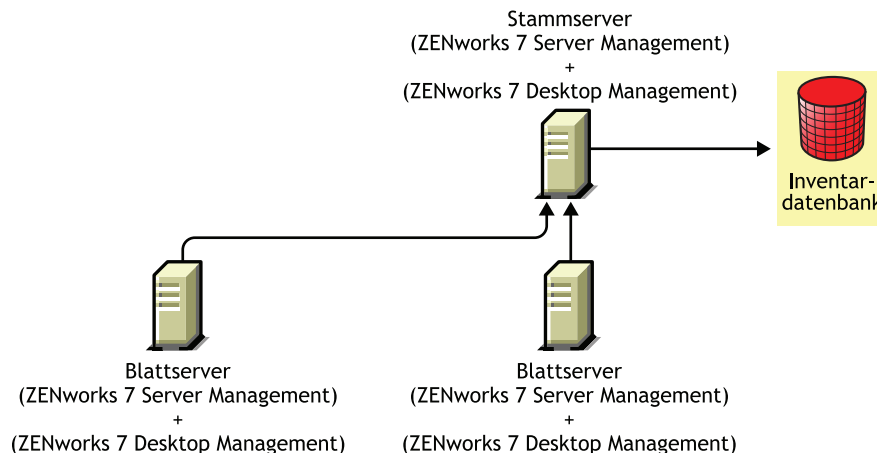 Stammserver
(ZENworks 7 Server Management)
+
(ZENworks 7 Desktop Management)
Inventar-
datenbank
Blattserver
(ZENworks 7 Server Management)
+
(ZENworks 7 Desktop Management)
Blattserver
(ZENworks 7 Server Management)
+
(ZENworks 7 Desktop Management)